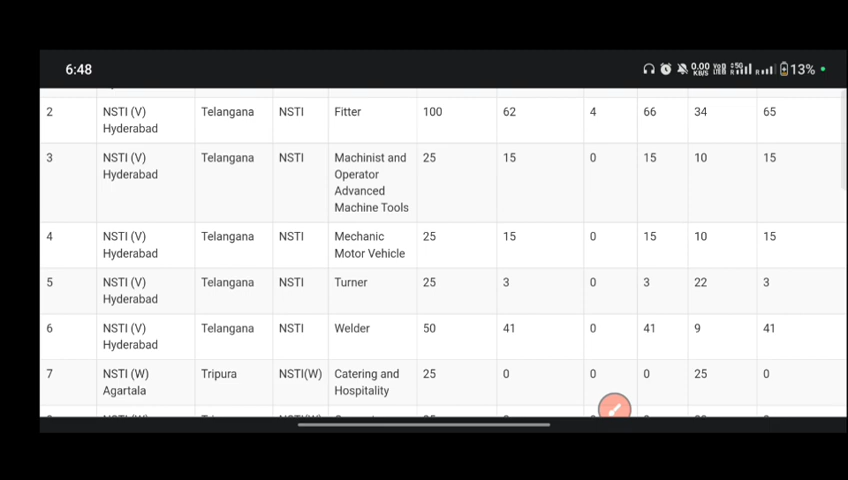 6:48 0.00 KB/S 5G 13%
2 NSTI (V) Hyderabad Telangana NSTI Fitter 100 62 4 66 34 65
3 NSTI (V) Hyderabad Telangana NSTI Machinist and Operator Advanced Machine Tools 25 15 0 15 10 15
4 NSTI (V) Hyderabad Telangana NSTI Mechanic Motor Vehicle 25 15 0 15 10 15
5 NSTI (V) Hyderabad Telangana NSTI Turner 25 3 0 3 22 3
6 NSTI (V) Hyderabad Telangana NSTI Welder 50 41 0 41 9 41
7 NSTI (W) Agartala Tripura NSTI(W) Catering and Hospitality 25 0 0 0 25 0